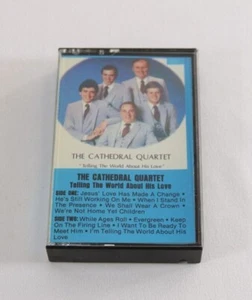 THE CATHEDRAL QUARTET
"Telling The World About His Love"
THE CATHEDRAL QUARTET
Telling The World About His Love
SIDE ONE: Jesus' Love Has Made A Change •
He's Still Working On Me • When I Stand In
The Presence • We Shall Wear A Crown •
We're Not Home Yet Children
SIDE TWO: While Ages Roll • Evergreen • Keep
On The Firing Line • I Want To Be Ready To
Meet Him • I'm Telling The World About His
Love